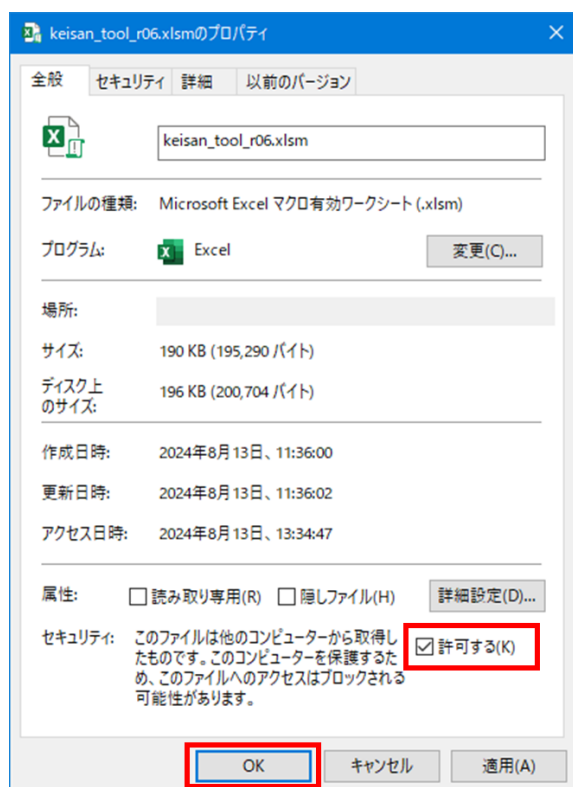 keisan_tool_r06.xlsmのプロパティ
全般 セキュリティ 詳細 以前のバージョン
keisan_tool_r06.xlsm
ファイルの種類: Microsoft Excel マクロ有効ワークシート (.xlsm)
プログラム: Excel 変更(C)...
場所:
サイズ: 190 KB (195,290 バイト)
ディスク上
のサイズ: 196 KB (200,704 バイト)
作成日時: 2024年8月13日、11:36:00
更新日時: 2024年8月13日、11:36:02
アクセス日時: 2024年8月13日、13:34:47
属性: 読み取り専用(R) 隠しファイル(H) 詳細設定(D)...
セキュリティ: このファイルは他のコンピューターから取得し
たものです。このコンピューターを保護するた
め、このファイルへのアクセスはブロックされる
可能性があります。
許可する(K)
OK キャンセル 適用(A)